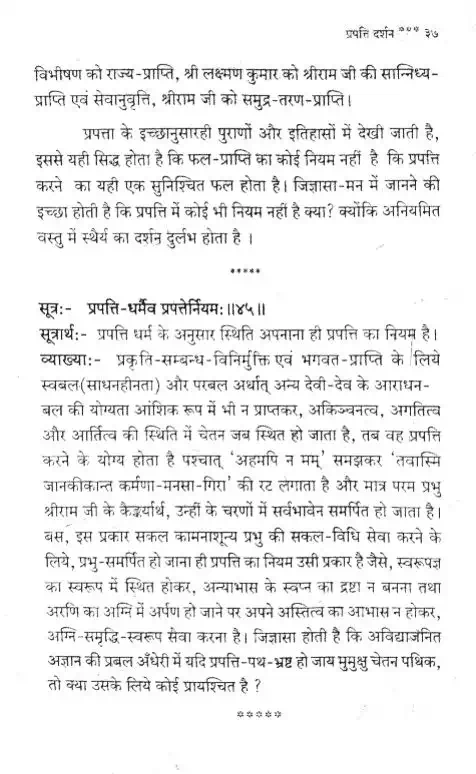 प्रपत्ति दर्शन *** ३७
विभीषण को राज्य-प्राप्ति, श्री लक्ष्मण कुमार को श्रीराम जी की सान्निध्य-
प्राप्ति एवं सेवानुवृत्ति, श्रीराम जी को समुद्र-तरण-प्राप्ति।
प्रपत्ता के इच्छानुसारही पुराणों और इतिहासों में देखी जाती है,
इससे यही सिद्ध होता है कि फल-प्राप्ति का कोई नियम नहीं है कि प्रपत्ति
करने का यही एक सुनिश्चित फल होता है। जिज्ञासा-मन में जानने की
इच्छा होती है कि प्रपत्ति में कोई भी नियम नहीं है क्या? क्योंकि अनियमित
वस्तु में स्थैर्य का दर्शन दुर्लभ होता है ।
*****
सूत्र:- प्रपत्ति-धर्मैव प्रपत्तेर्नियम:॥४५॥
सूत्रार्थ:- प्रपत्ति धर्म के अनुसार स्थिति अपनाना ही प्रपत्ति का नियम है।
व्याख्या:- प्रकृति-सम्बन्ध-विनिर्मुक्ति एवं भगवत-प्राप्ति के लिये
स्वबल(साधनहीनता) और परबल अर्थात् अन्य देवी-देव के आराधन-
बल की योग्यता आंशिक रूप में भी न प्राप्तकर, अकिञ्चनत्व, अगतित्व
और आर्तित्व की स्थिति में चेतन जब स्थित हो जाता है, तब वह प्रपत्ति
करने के योग्य होता है पश्चात् 'अहमपि न मम्' समझकर 'तवास्मि
जानकीकान्त कर्मणा-मनसा-गिरा' की रट लगाता है और मात्र परम प्रभु
श्रीराम जी के कैङ्कर्यार्थ, उन्हीं के चरणों में सर्वभावेन समर्पित हो जाता है।
बस, इस प्रकार सकल कामनाशून्य प्रभु की सकल-विधि सेवा करने के
लिये, प्रभु-समर्पित हो जाना ही प्रपत्ति का नियम उसी प्रकार है जैसे, स्वरूपज्ञ
का स्वरूप में स्थित होकर, अन्याभास के स्वप्न का द्रष्टा न बनना तथा
अरणि का अग्नि में अर्पण हो जाने पर अपने अस्तित्व का आभास न होकर,
अग्नि-समृद्धि-स्वरूप सेवा करना है। जिज्ञासा होती है कि अविद्याजनित
अज्ञान की प्रबल अँधेरी में यदि प्रपत्ति-पथ-भ्रष्ट हो जाय मुमुक्षु चेतन पथिक,
तो क्या उसके लिये कोई प्रायश्चित है ?
*****